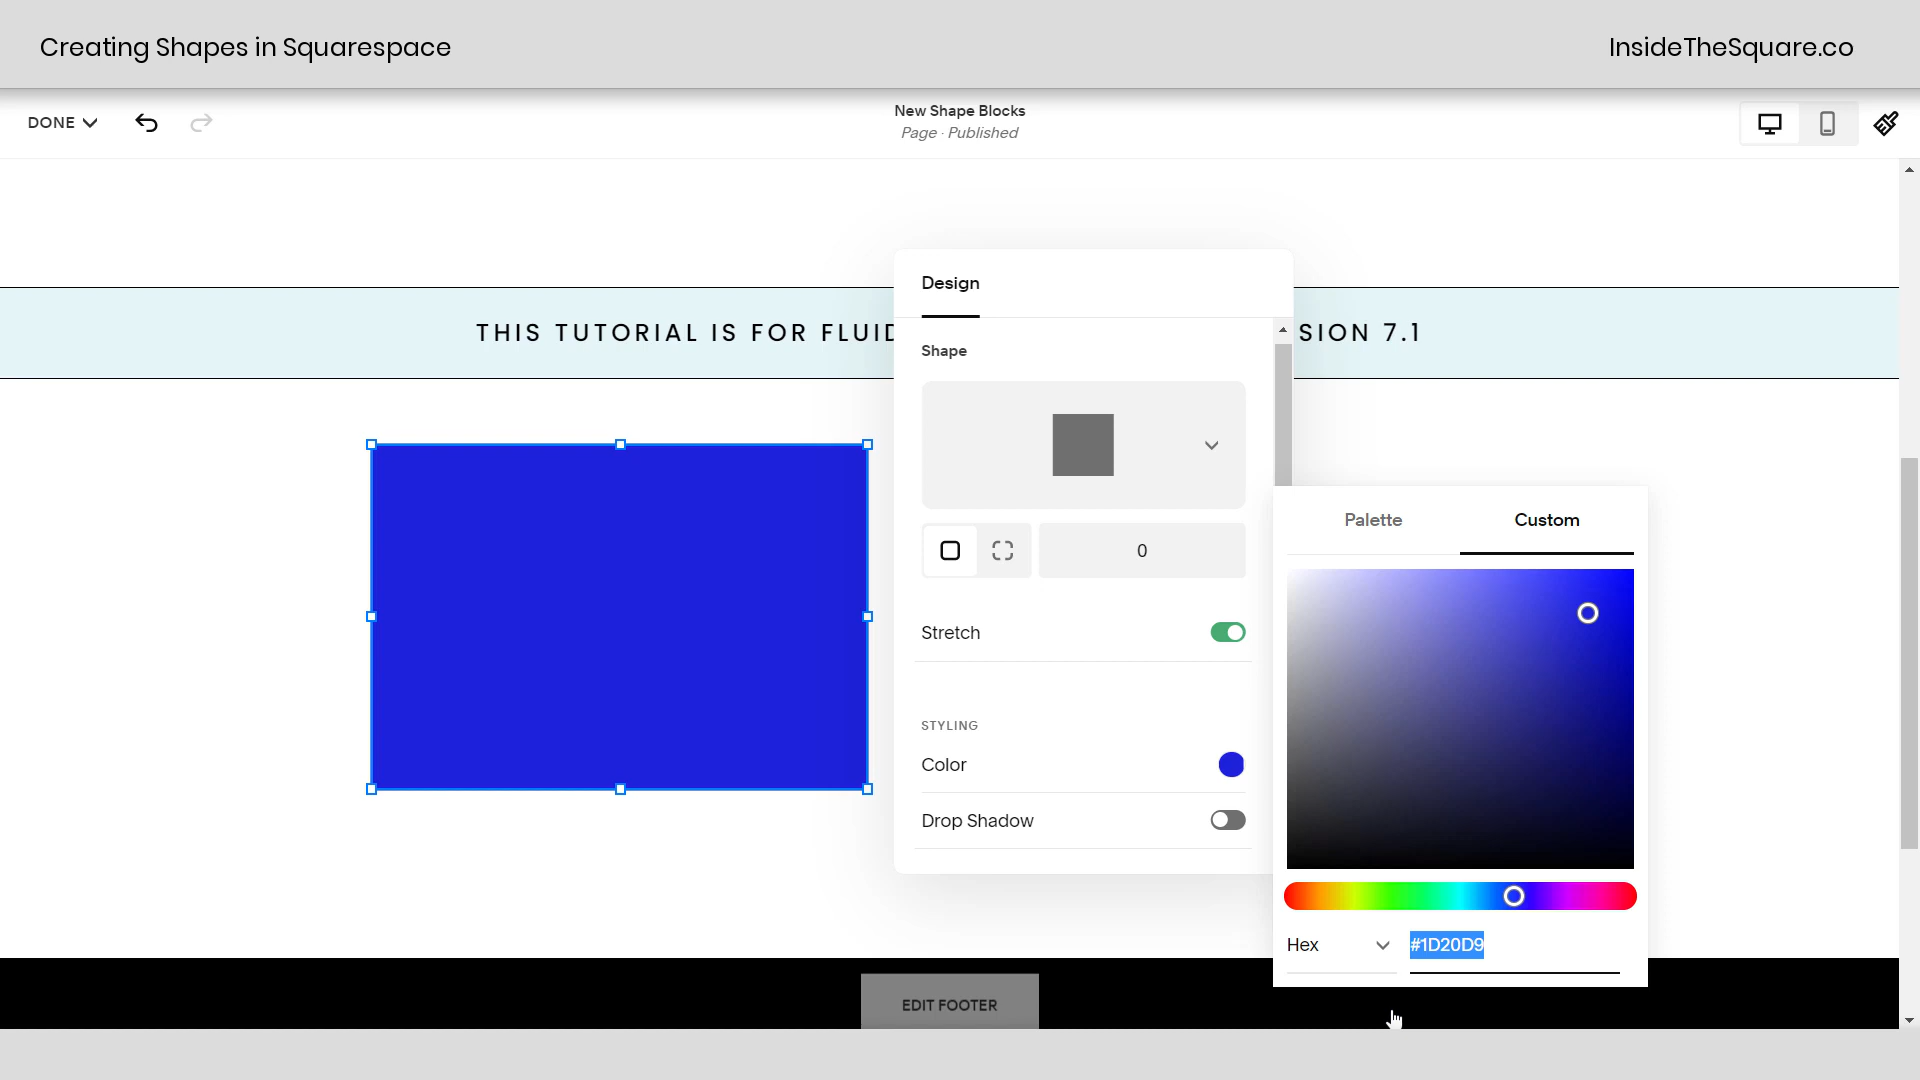 Creating Shapes in Squarespace
InsideTheSquare.co
DONE
New Shape Blocks
Page · Published
THIS TUTORIAL IS FOR FLUID
SION 7.1
Design
Shape
0
Stretch
STYLING
Color
Drop Shadow
Palette
Custom
Hex
#1D20D9
EDIT FOOTER